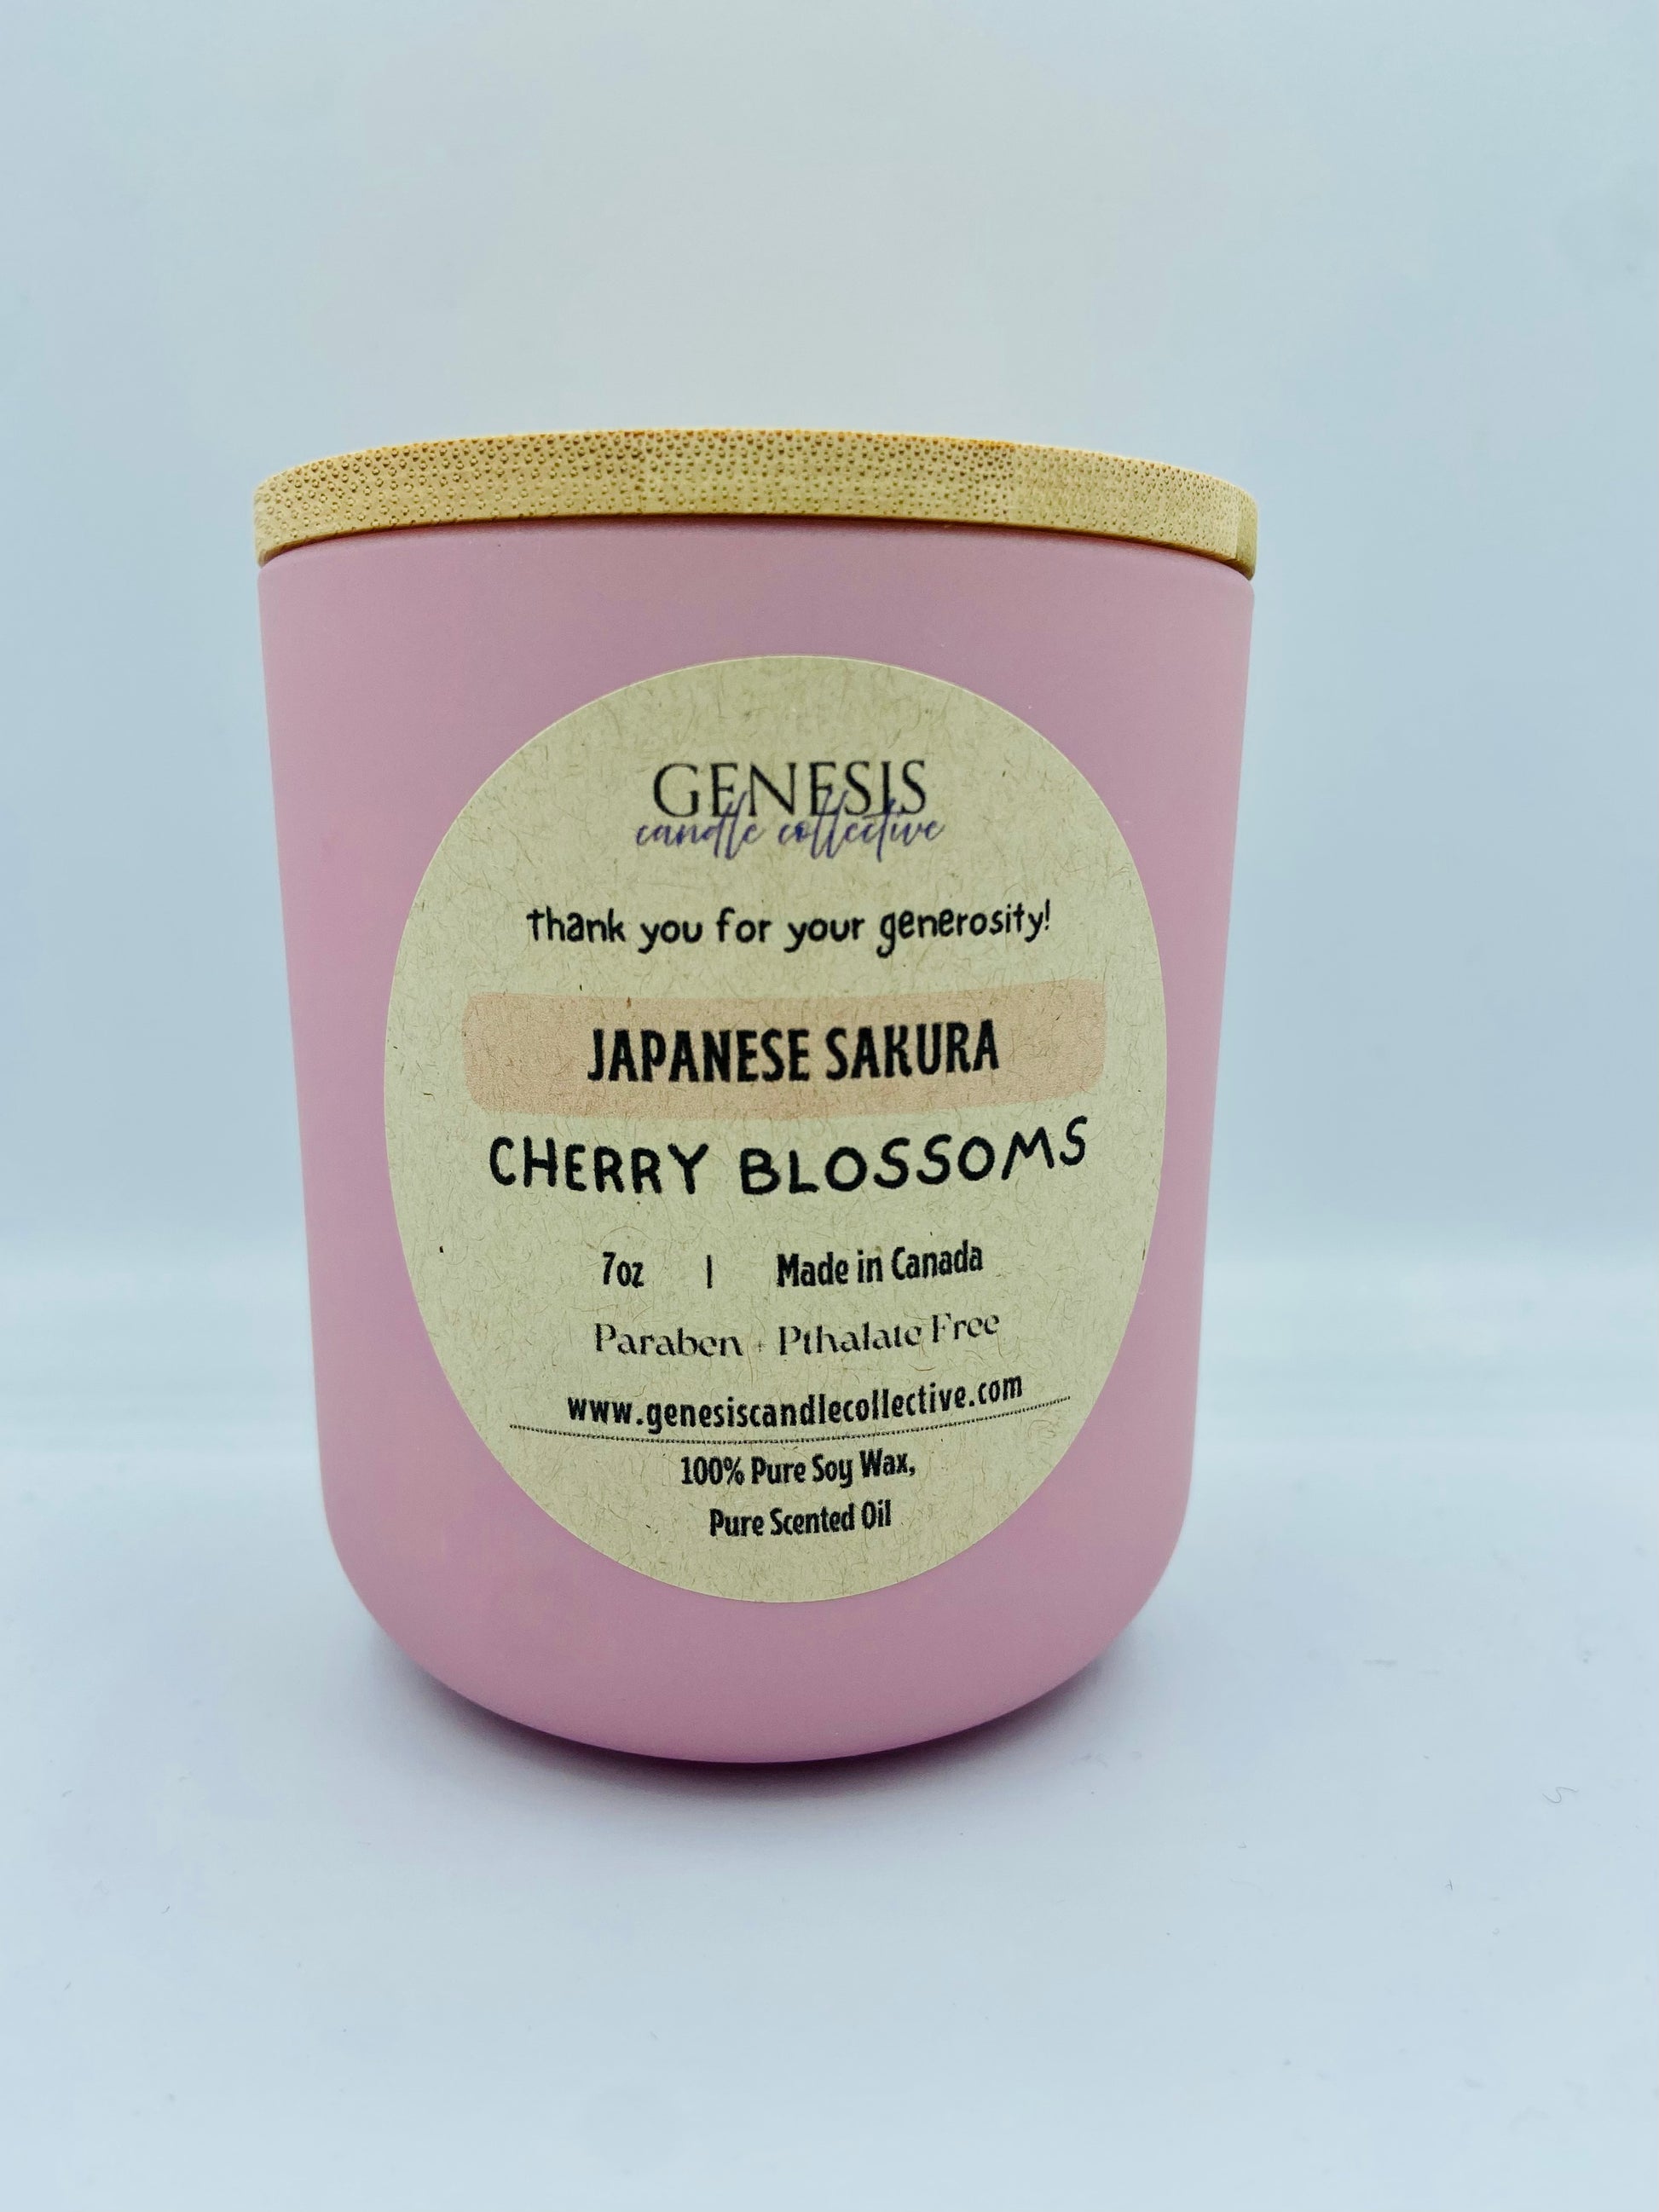 GENESIS
candle collective
thank you for your generosity!
JAPANESE SAKURA
CHERRY BLOSSOMS
7oz | Made in Canada
Paraben + Pthalate Free
www.genesiscandlecollective.com
100% Pure Soy Wax,
Pure Scented Oil